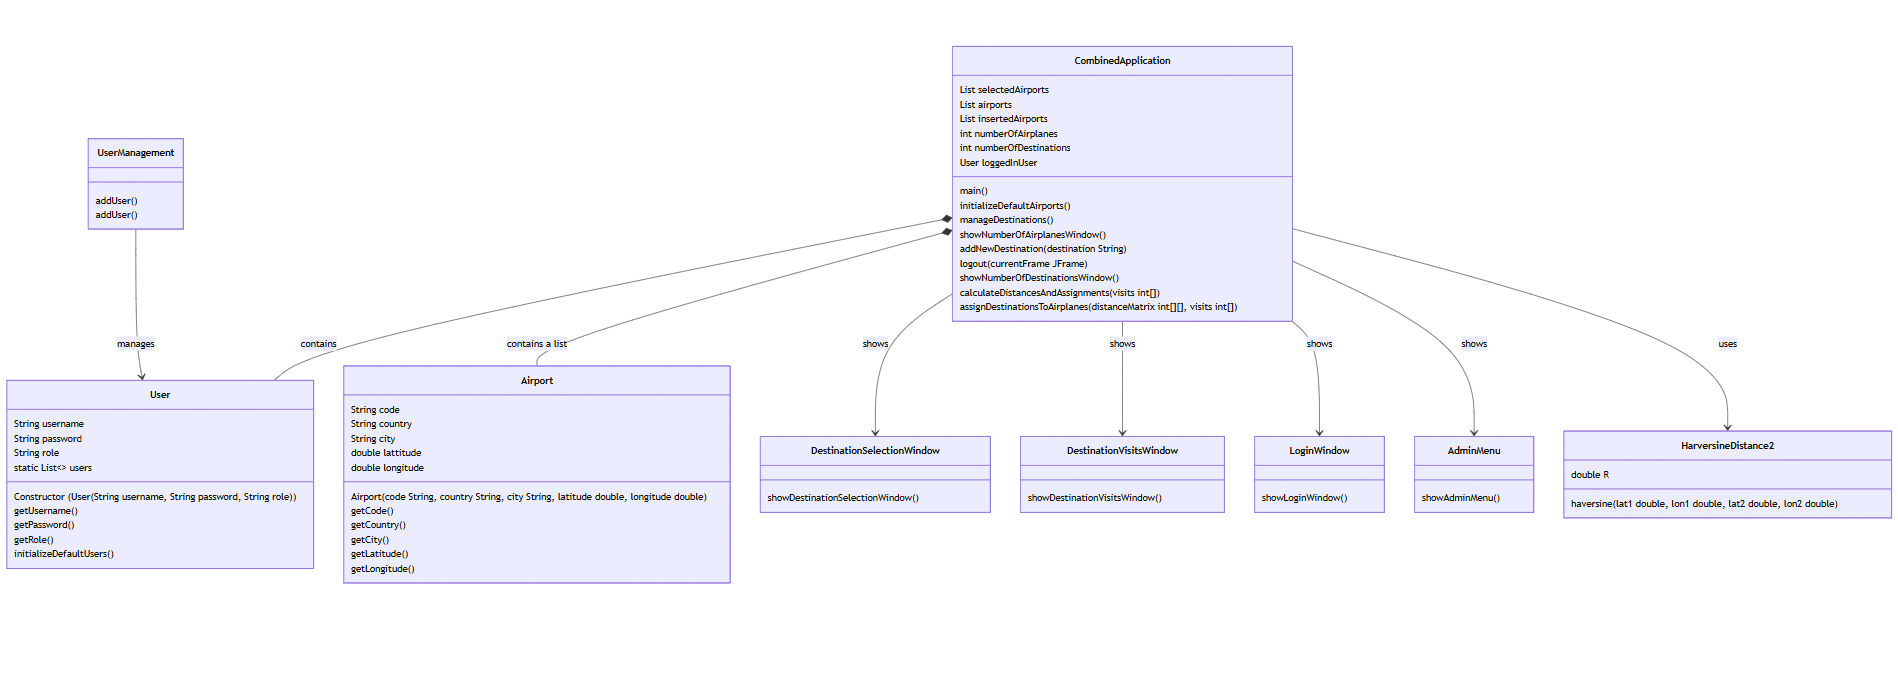 CombinedApplication
List selectedAirports
List airports
List insertedAirports
int numberOfAirplanes
int numberOfDestinations
User loggedInUser
main()
initializeDefaultAirports()
manageDestinations()
showNumberOfAirplanesWindow()
addNewDestination(destination String)
logout(currentFrame JFrame)
showNumberOfDestinationsWindow()
calculateDistancesAndAssignments(visits int[])
assignDestinationsToAirplanes(distanceMatrix int[][], visits int[])
UserManagement
addUser()
addUser()
manages
contains
contains a list
shows
shows
shows
shows
uses
User
String username
String password
String role
static List<> users
Constructor (User(String username, String password, String role))
getUsername()
getPassword()
getRole()
initializeDefaultUsers()
Airport
String code
String country
String city
double lattitude
double longitude
Airport(code String, country String, city String, latitude double, longitude double)
getCode()
getCountry()
getCity()
getLatitude()
getLongitude()
DestinationSelectionWindow
showDestinationSelectionWindow()
DestinationVisitsWindow
showDestinationVisitsWindow()
LoginWindow
showLoginWindow()
AdminMenu
showAdminMenu()
HarversineDistance2
double R
haversine(lat1 double, lon1 double, lat2 double, lon2 double)